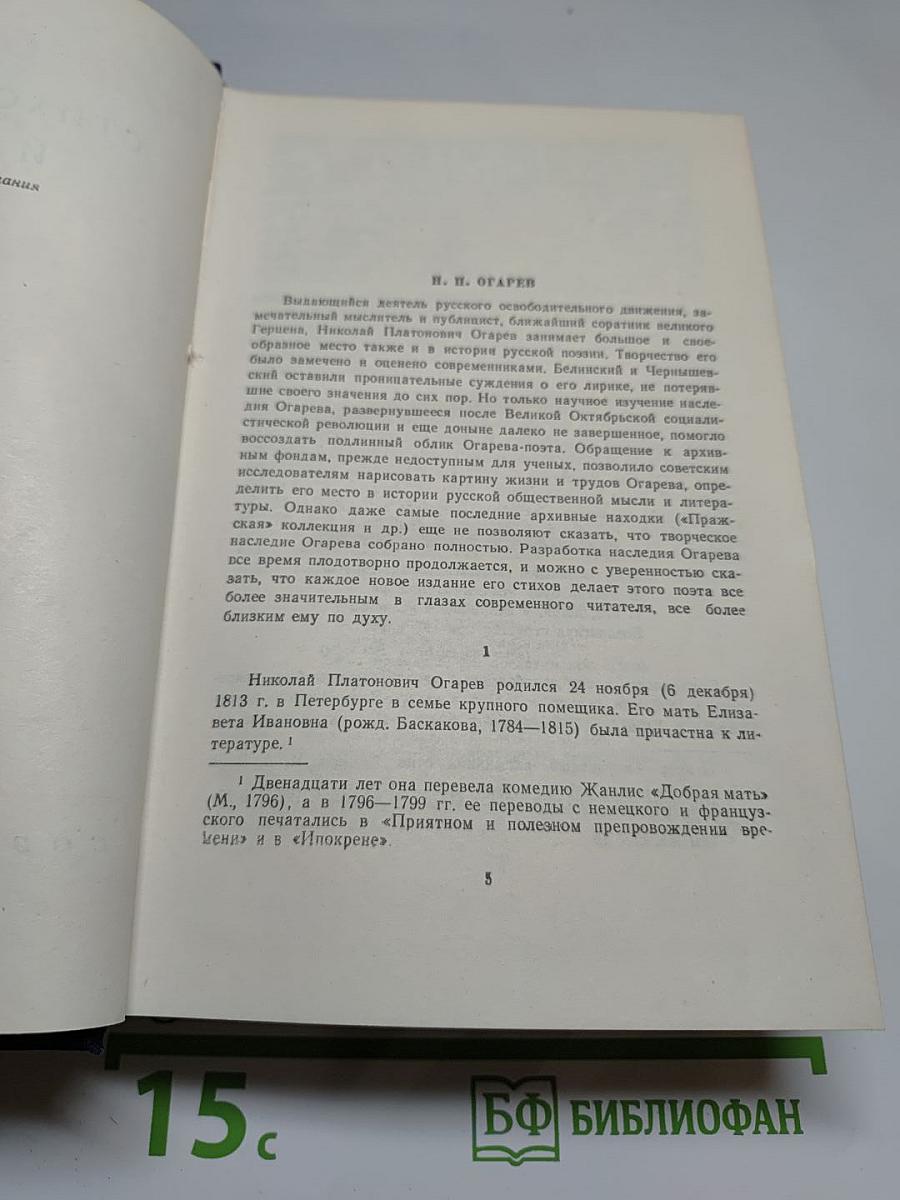 ания
Н. П. ОГАРЕВ
Выдающийся деятель русского освободительного движения, за-
мечательный мыслитель и публицист, ближайший соратник великого
Герцена, Николай Платонович Огарев занимает большое и свое-
образное место также и в истории русской поэзии. Творчество его
было замечено и оценено современниками. Белинский и Чернышев-
ский оставили проницательные суждения о его лирике, не потеряв-
шие своего значения до сих пор. Но только научное изучение насле-
дия Огарева, развернувшееся после Великой Октябрьской социали-
стической революции и еще доныне далеко не завершенное, помогло
воссоздать подлинный облик Огарева-поэта. Обращение к архив-
ным фондам, прежде недоступным для ученых, позволило советским
исследователям нарисовать картину жизни и трудов Огарева, опре-
делить его место в истории русской общественной мысли и литера-
туры. Однако даже самые последние архивные находки («Праж-
ская» коллекция и др.) еще не позволяют сказать, что творческое
наследие Огарева собрано полностью. Разработка наследия Огарева
все время плодотворно продолжается, и можно с уверенностью ска-
зать, что каждое новое издание его стихов делает этого поэта все
более значительным в глазах современного читателя, все более
близким ему по духу.
1
Николай Платонович Огарев родился 24 ноября (6 декабря)
1813 г. в Петербурге в семье крупного помещика. Его мать Елиза-
вета Ивановна (рожд. Баскакова, 1784—1815) была причастна к ли-
тературе. 1
1 Двенадцати лет она перевела комедию Жанлис «Добрая мать»
(М., 1796), а в 1796—1799 гг. ее переводы с немецкого и француз-
ского печатались в «Приятном и полезном препровождении вре-
мени» и в «Ипокрене».
5
15 с
БФ БИБЛИОФАН